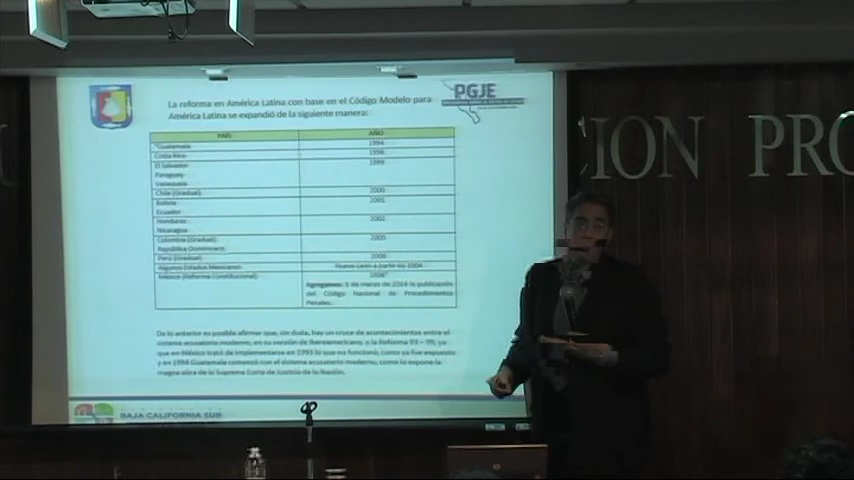 La reforma en América Latina con base en el Código Modelo para
América Latina se expandió de la siguiente manera:
PGJE
PAÍS AÑO
"Guatemala 1994
Costa Rica 1998
El Salvador 1999
Paraguay
Venezuela
Chile (Gradual) 2000
Bolivia 2001
Ecuador
Honduras 2002
Nicaragua
Colombia (Gradual) 2005
República Dominicana
Perú (Gradual) 2006
Algunos Estados Mexicanos Nuevo León a partir de 2004
México (Reforma Constitucional) 2008"
Agregamos: 5 de marzo de 2014 la publicación
del Código Nacional de Procedimientos
Penales.
De lo anterior es posible afirmar que, sin duda, hay un cruce de acontecimientos entre el
sistema acusatorio moderno, en su versión de Iberoamericano, y la Reforma 93 – 99, ya
que en México trató de implementarse en 1993 lo que no funcionó, como ya fue expuesto
y en 1994 Guatemala comenzó con el sistema acusatorio moderno, como lo expone la
magna obra de la Suprema Corte de Justicia de la Nación.
BAJA CALIFORNIA SUR
ION PRO